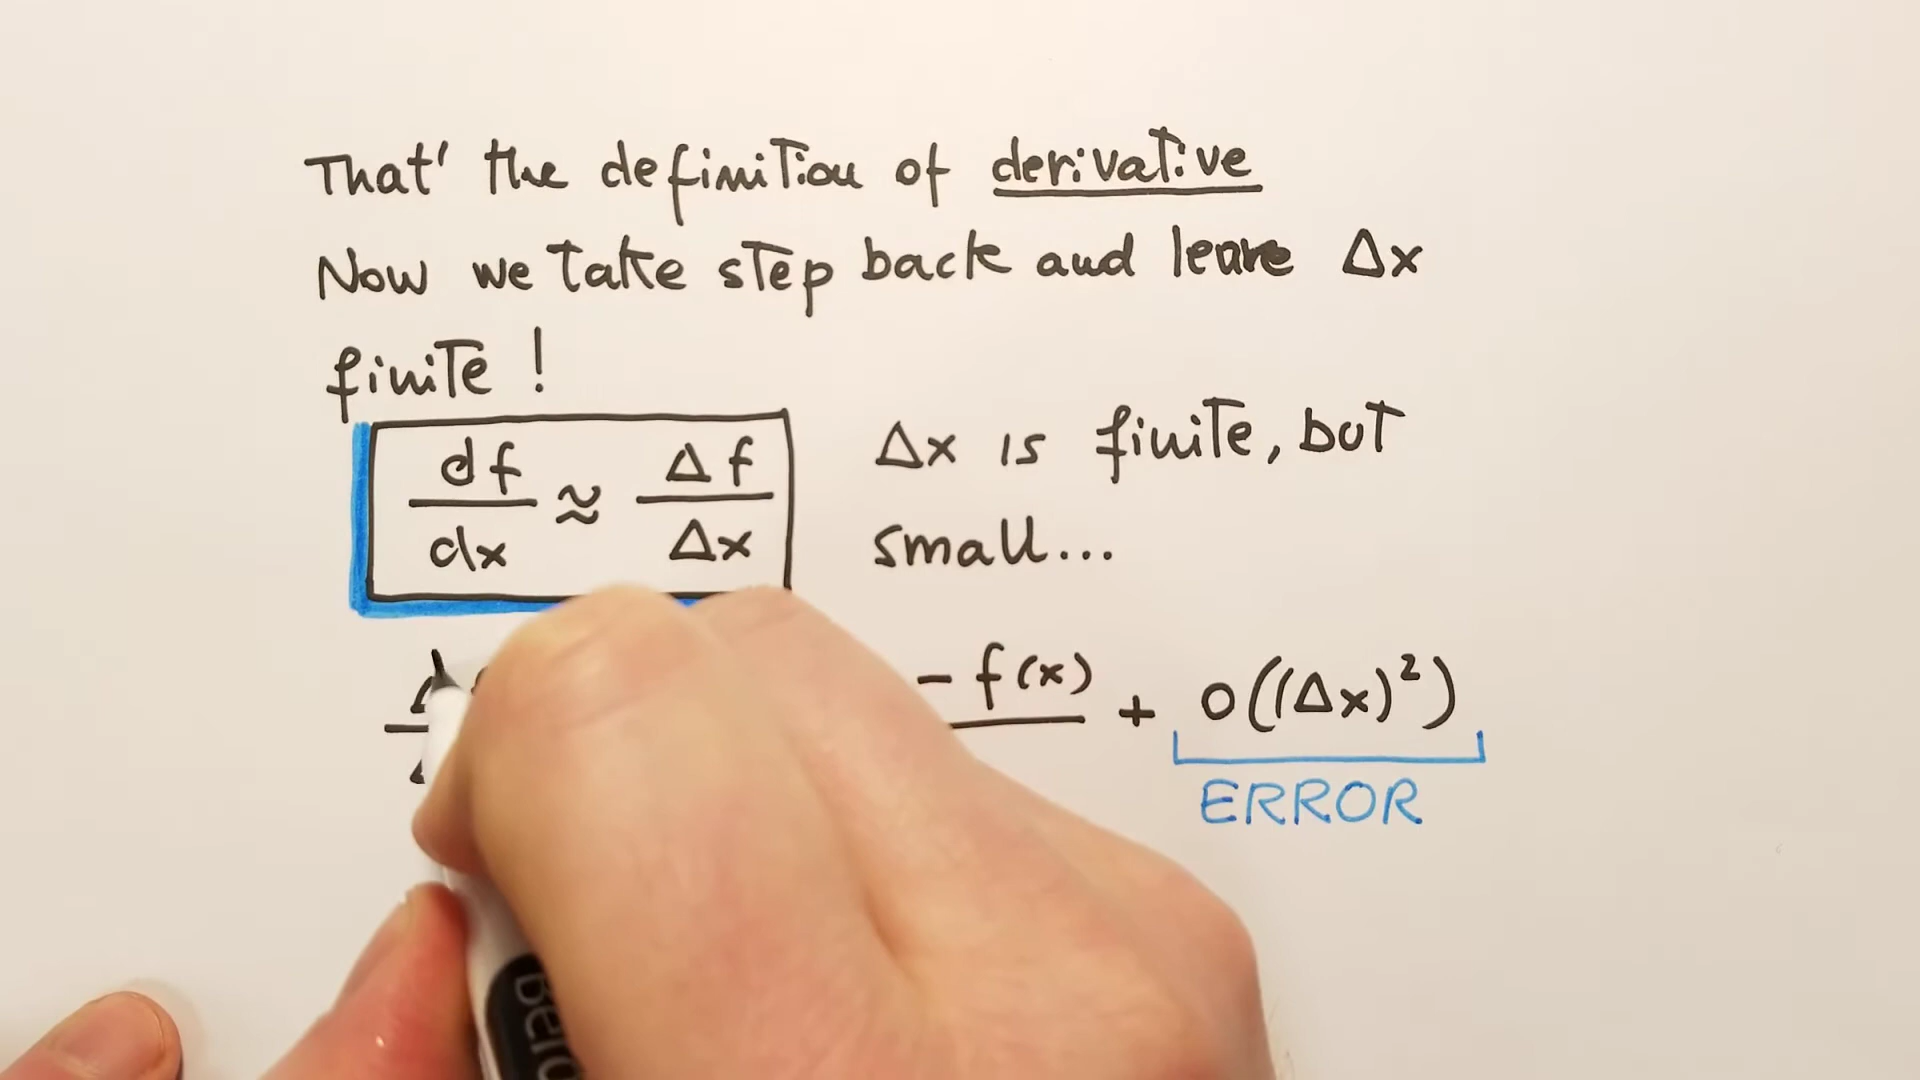 That' the definition of derivative
Now we take step back and leave Δx
finite !
df/dx ≈ Δf/Δx
Δx is finite, but
small...
- f(x) + O((Δx)²)
ERROR